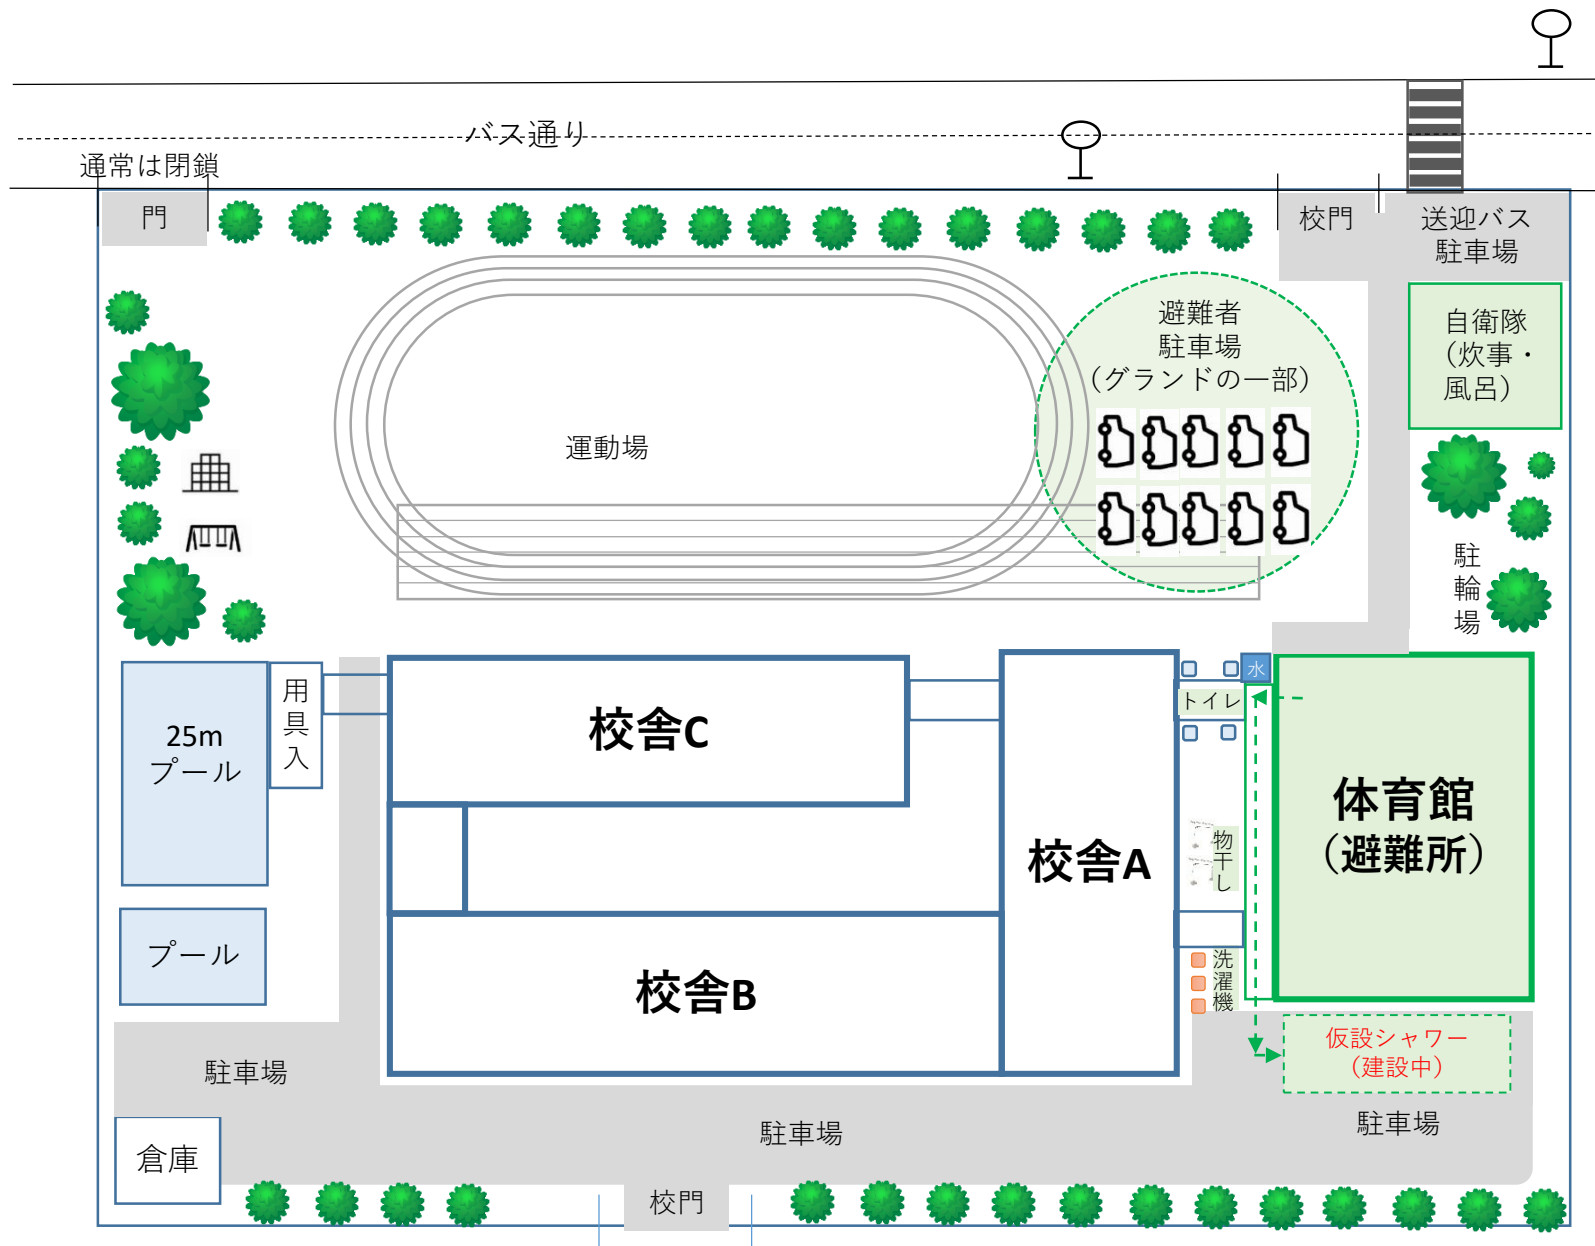 バス通り
通常は閉鎖
門
校門
送迎バス
駐車場
避難者
駐車場
（グランドの一部）
自衛隊
（炊事・
風呂）
運動場
駐輪場
25m
プール
用具入
校舎C
水
トイレ
体育館
（避難所）
校舎A
物干し
プール
校舎B
洗濯機
仮設シャワー
（建設中）
駐車場
駐車場
駐車場
倉庫
校門